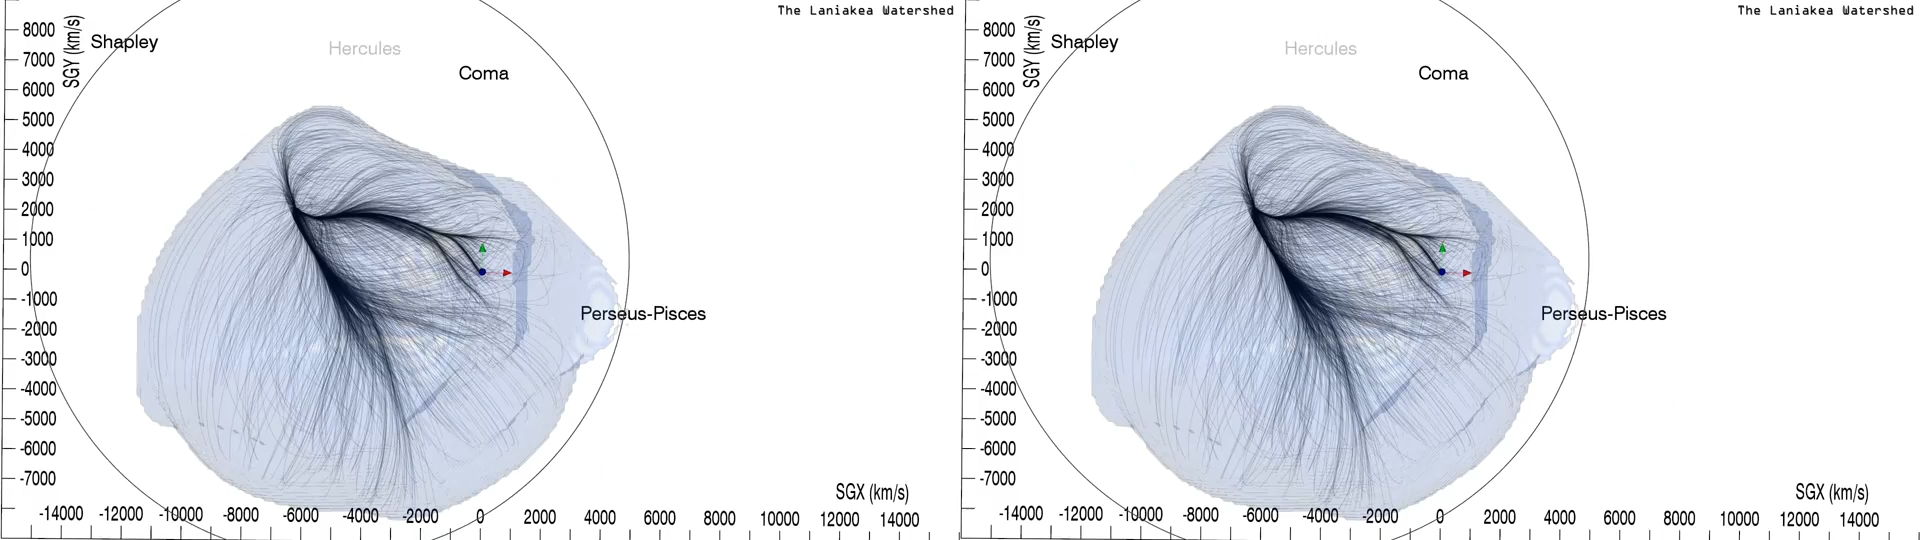 The Laniakea Watershed
8000
7000
6000
5000
4000
3000
2000
1000
0
-1000
-2000
-3000
-4000
-5000
-6000
-7000
SGY (km/s)
Shapley
Hercules
Coma
Perseus-Pisces
SGX (km/s)
-14000 -12000 -10000 -8000 -6000 -4000 -2000 0 2000 4000 6000 8000 10000 12000 14000
The Laniakea Watershed
8000
7000
6000
5000
4000
3000
2000
1000
0
-1000
-2000
-3000
-4000
-5000
-6000
-7000
SGY (km/s)
Shapley
Hercules
Coma
Perseus-Pisces
SGX (km/s)
-14000 -12000 -10000 -8000 -6000 -4000 -2000 0 2000 4000 6000 8000 10000 12000 14000